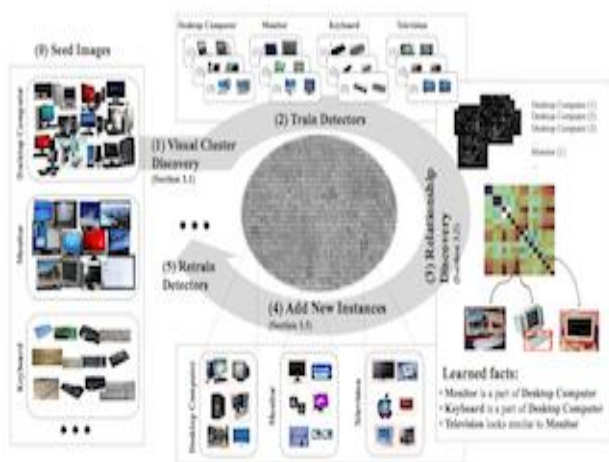 (0) Seed Images
Desktop Computer
Monitor
Keyboard
Desktop Computer
Monitor
Keyboard
Television
(2) Train Detectors
(1) Visual Cluster
Discovery
(Section 3.1)
(5) Retrain
Detectors
(4) Add New Instances
Desktop Computer
Monitor
Television
Desktop Computer (1)
Desktop Computer (2)
Desktop Computer (3)
Monitor (1)
(3) Relationship
Discovery
Learned facts:
• Monitor is a part of Desktop Computer
• Keyboard is a part of Desktop Computer
• Television looks similar to Monitor